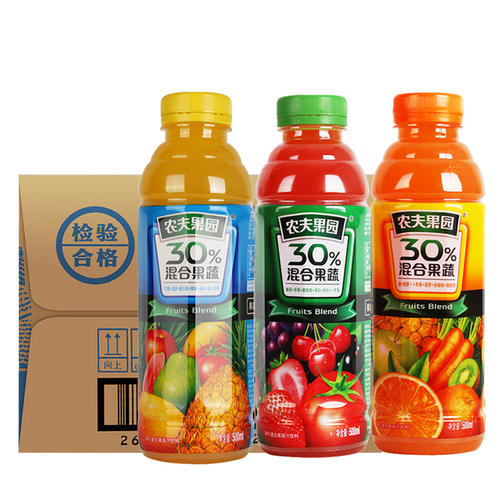 检验
合格
向上
26
农夫果园
30%
混合果蔬
Fruits Blend
净含量:500ml
农夫果园
30%
混合果蔬
Fruits Blend
净含量:500ml
农夫果园
30%
混合果蔬
Fruits Blend
净含量:500ml